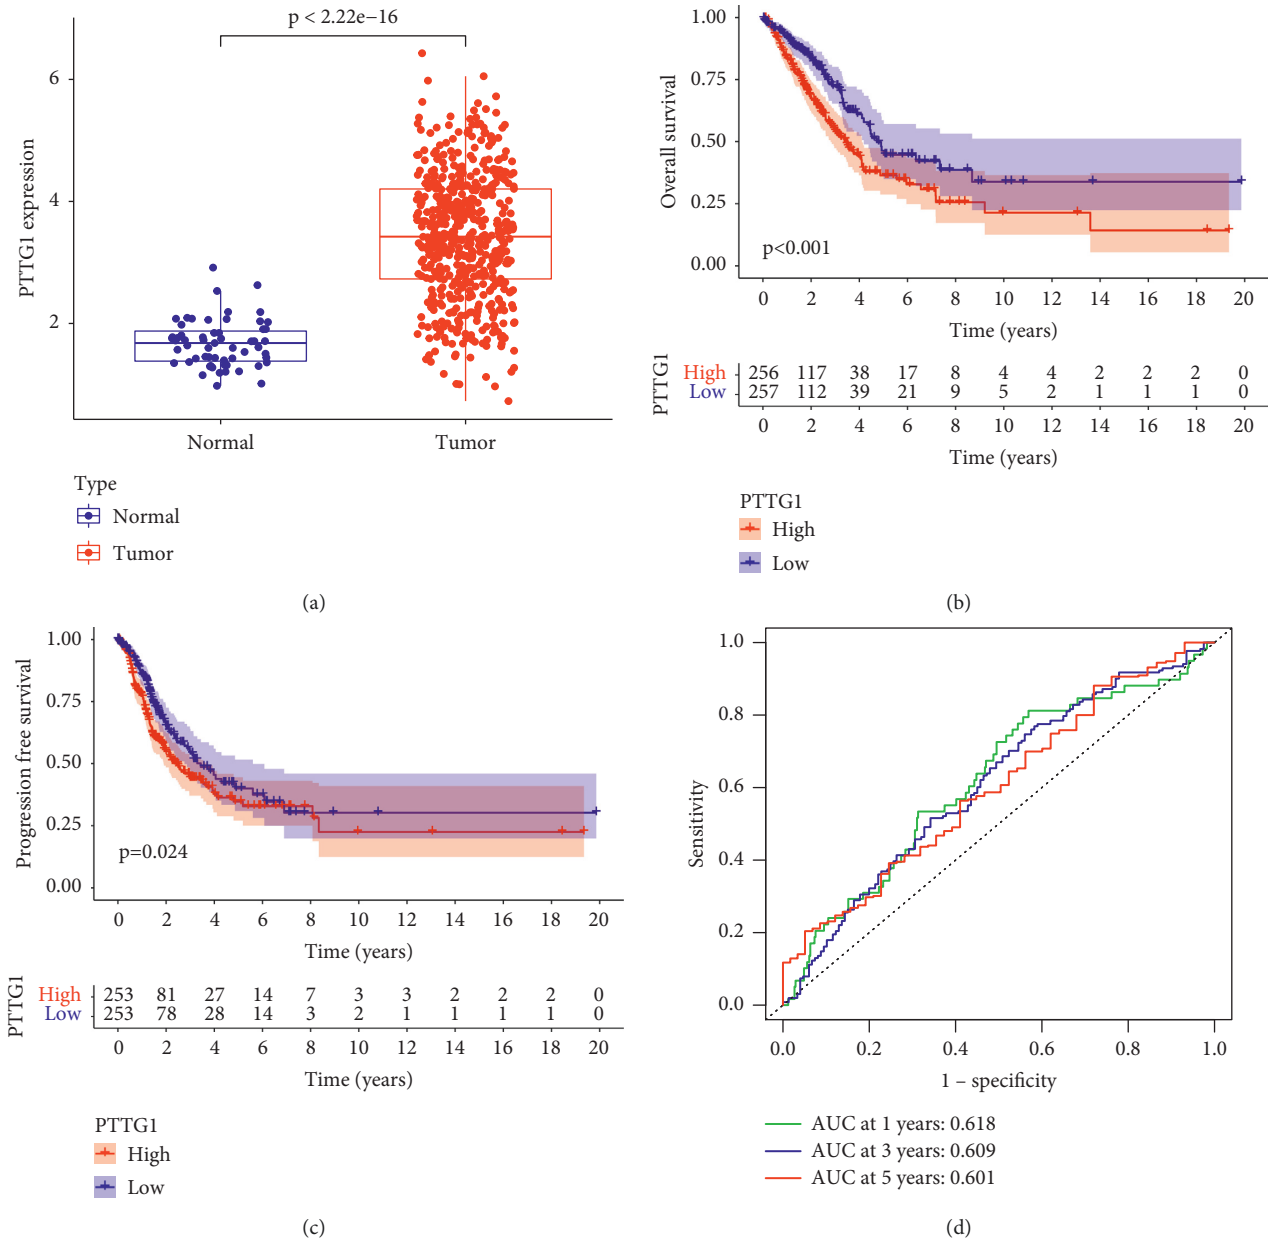 p < 2.22e−16
PTTG1 expression
6
4
2
Normal
Tumor
Type
Normal
Tumor
(a)
Overall survival
1.00
0.75
0.50
0.25
0.00
p<0.001
0 2 4 6 8 10 12 14 16 18 20
Time (years)
PTTG1
High 256 117 38 17 8 4 4 2 2 2 0
Low 257 112 39 21 9 5 2 1 1 1 0
0 2 4 6 8 10 12 14 16 18 20
Time (years)
PTTG1
High
Low
(b)
Progression free survival
1.00
0.75
0.50
0.25
0.00
p=0.024
0 2 4 6 8 10 12 14 16 18 20
Time (years)
PTTG1
High 253 81 27 14 7 3 3 2 2 2 0
Low 253 78 28 14 3 2 1 1 1 1 0
0 2 4 6 8 10 12 14 16 18 20
Time (years)
PTTG1
High
Low
(c)
Sensitivity
1.0
0.8
0.6
0.4
0.2
0.0
0.0 0.2 0.4 0.6 0.8 1.0
1 – specificity
AUC at 1 years: 0.618
AUC at 3 years: 0.609
AUC at 5 years: 0.601
(d)